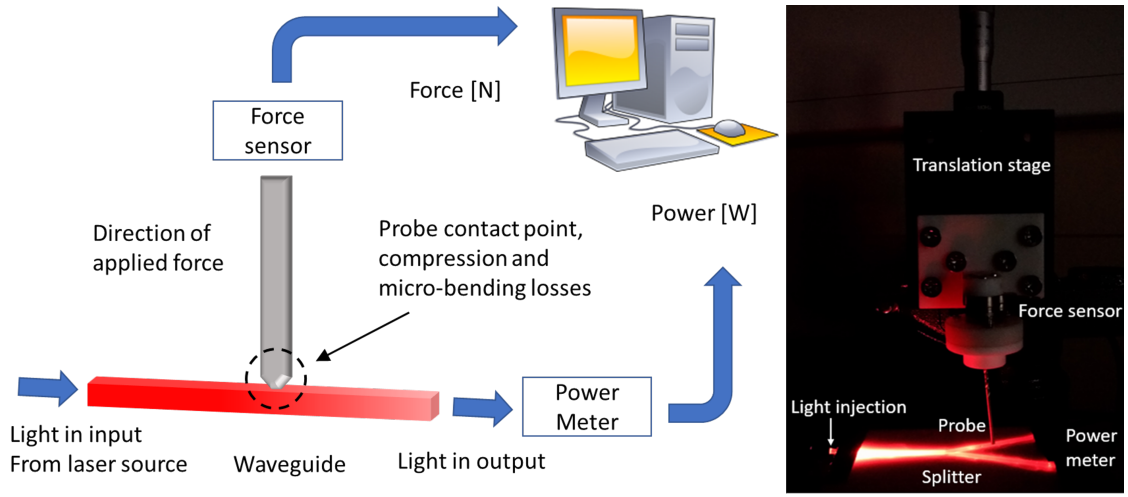 Force
sensor
Force [N]
Direction of
applied force
Probe contact point,
compression and
micro-bending losses
Power [W]
Light in input
From laser source
Waveguide
Light in output
Power
Meter
Translation stage
Force sensor
Light injection
Probe
Power
meter
Splitter